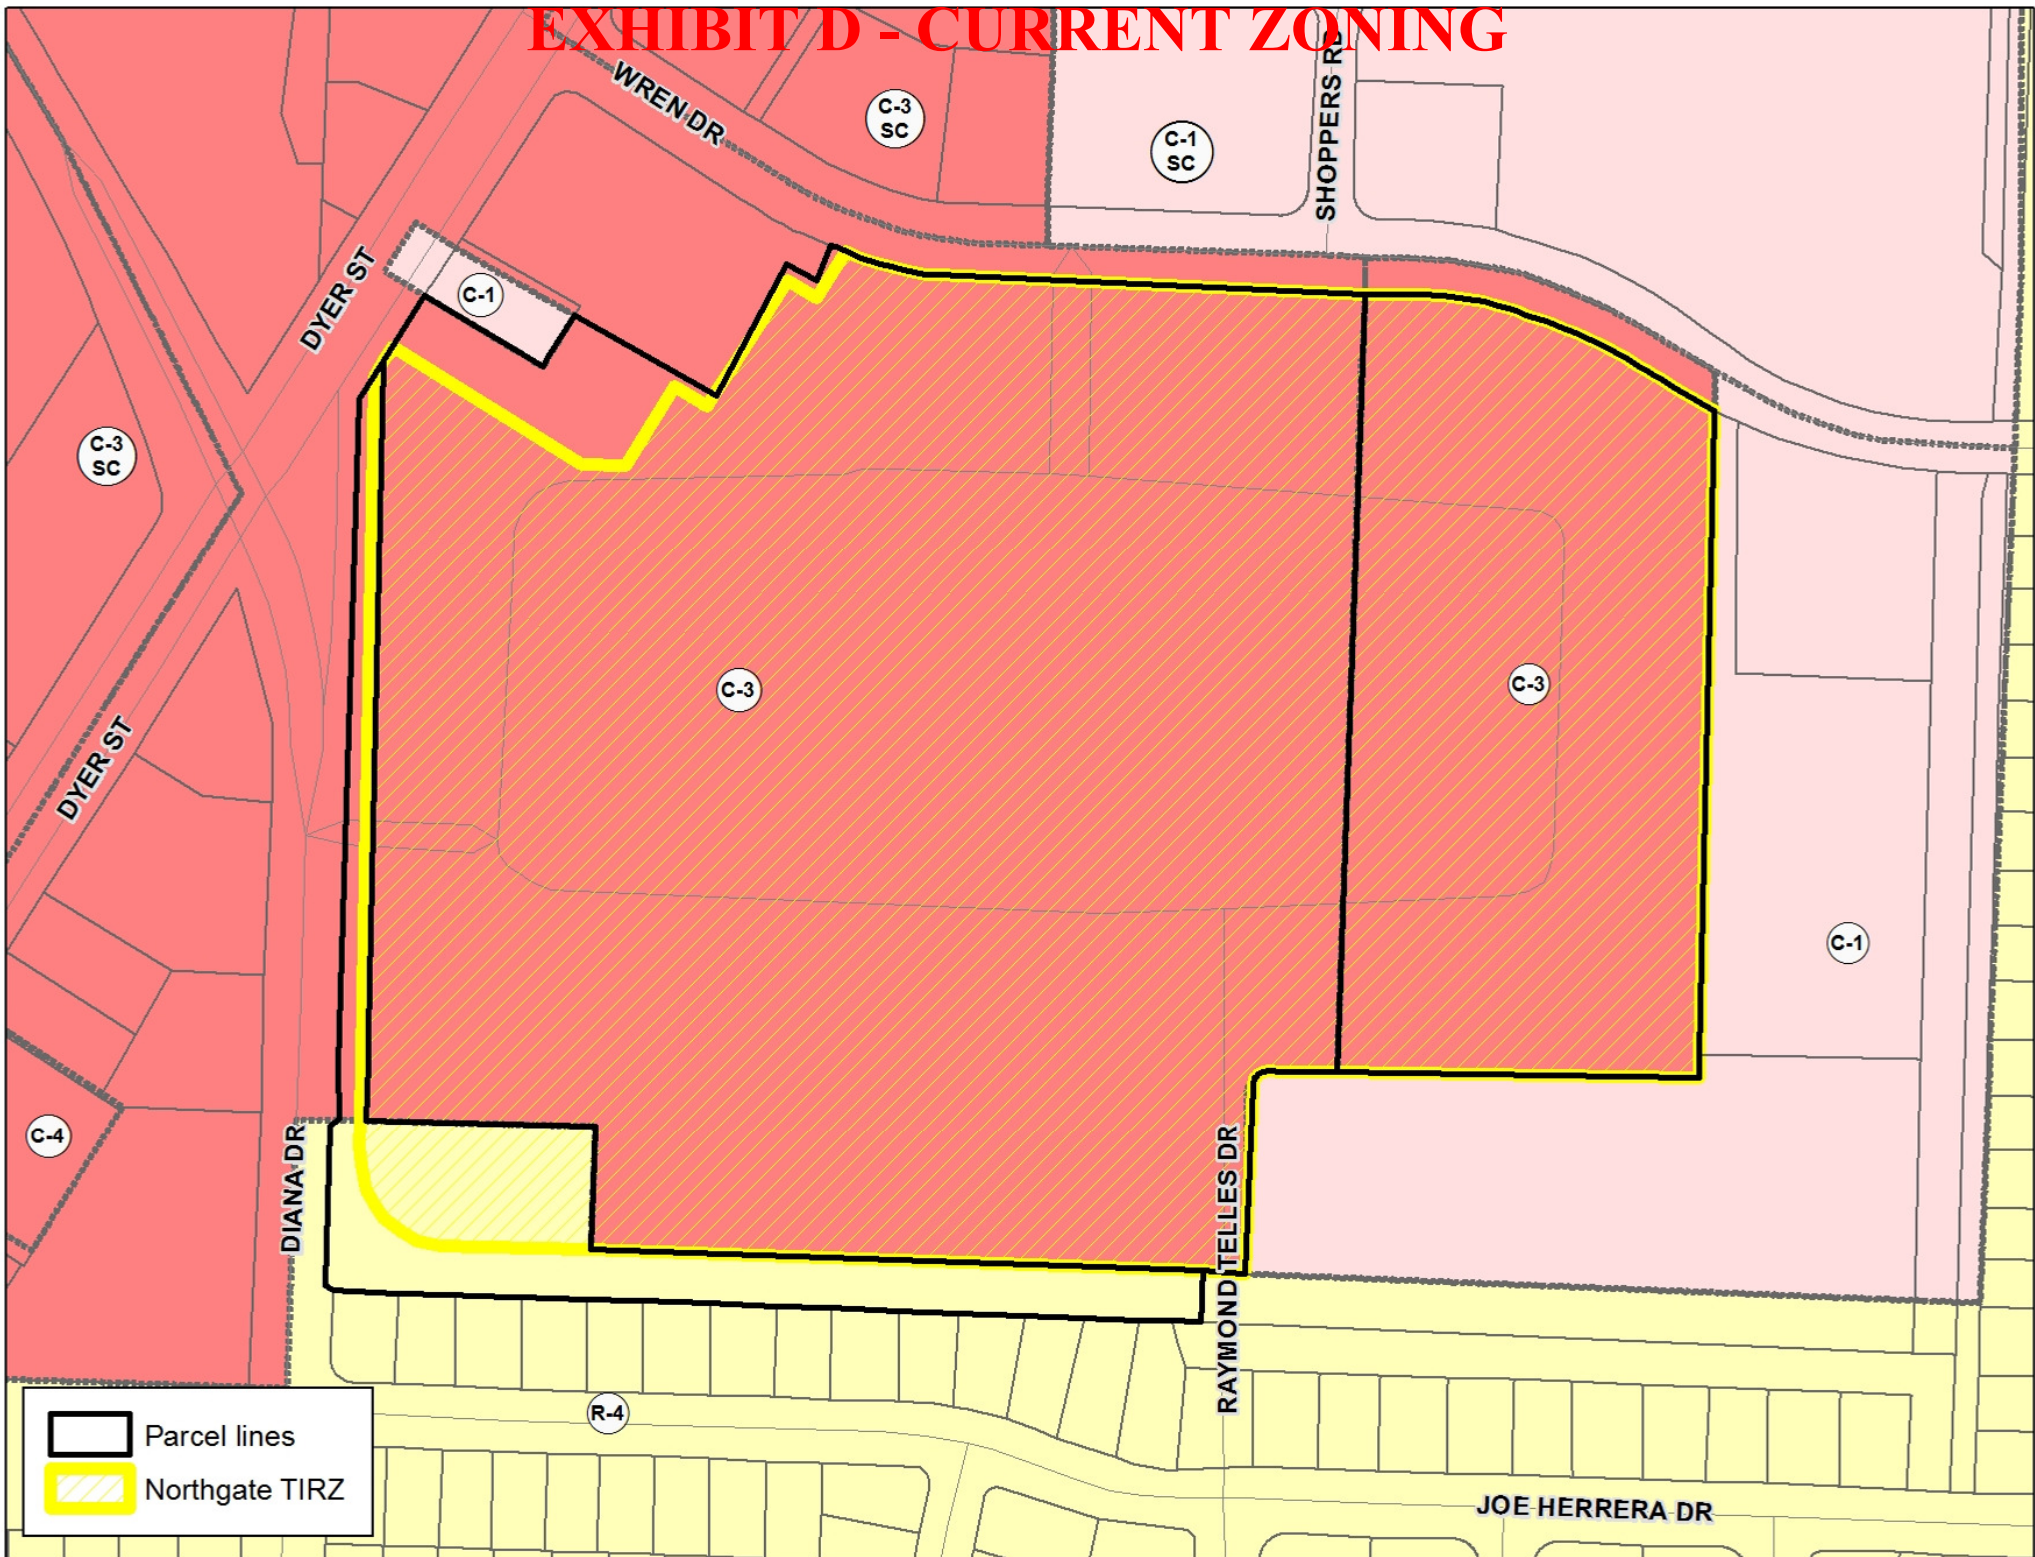 EXHIBIT D - CURRENT ZONING
WREN DR
C-3
SC
C-1
SC
SHOPPERS RD
DYER ST
C-1
C-3
SC
C-3
C-3
DYER ST
C-1
C-4
DIANA DR
RAYMOND TELLES DR
R-4
Parcel lines
Northgate TIRZ
JOE HERRERA DR